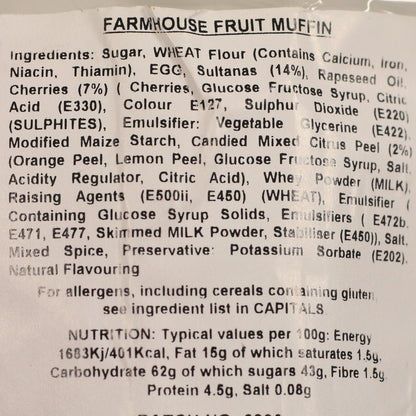 FARMHOUSE FRUIT MUFFIN
Ingredients: Sugar, WHEAT Flour (Contains Calcium, Iron,
Niacin, Thiamin), EGG, Sultanas (14%), Rapeseed Oil,
Cherries (7%) ( Cherries, Glucose Fructose Syrup, Citric
Acid (E330), Colour E127, Sulphur Dioxide (E220)
(SULPHITES), Emulsifier: Vegetable Glycerine (E422),
Modified Maize Starch, Candied Mixed Citrus Peel (2%)
(Orange Peel, Lemon Peel, Glucose Fructose Syrup, Salt,
Acidity Regulator, Citric Acid), Whey Powder (MILK),
Raising Agents (E500ii, E450) (WHEAT), Emulsifier (
Containing Glucose Syrup Solids, Emulsifiers ( E472b,
E471, E477, Skimmed MILK Powder, Stabiliser (E450)), Salt,
Mixed Spice, Preservative: Potassium Sorbate (E202),
Natural Flavouring
For allergens, including cereals containing gluten,
see ingredient list in CAPITALS
NUTRITION: Typical values per 100g: Energy
1683Kj/401Kcal, Fat 15g of which saturates 1.5g,
Carbohydrate 62g of which sugars 43g, Fibre 1.5g,
Protein 4.5g, Salt 0.08g